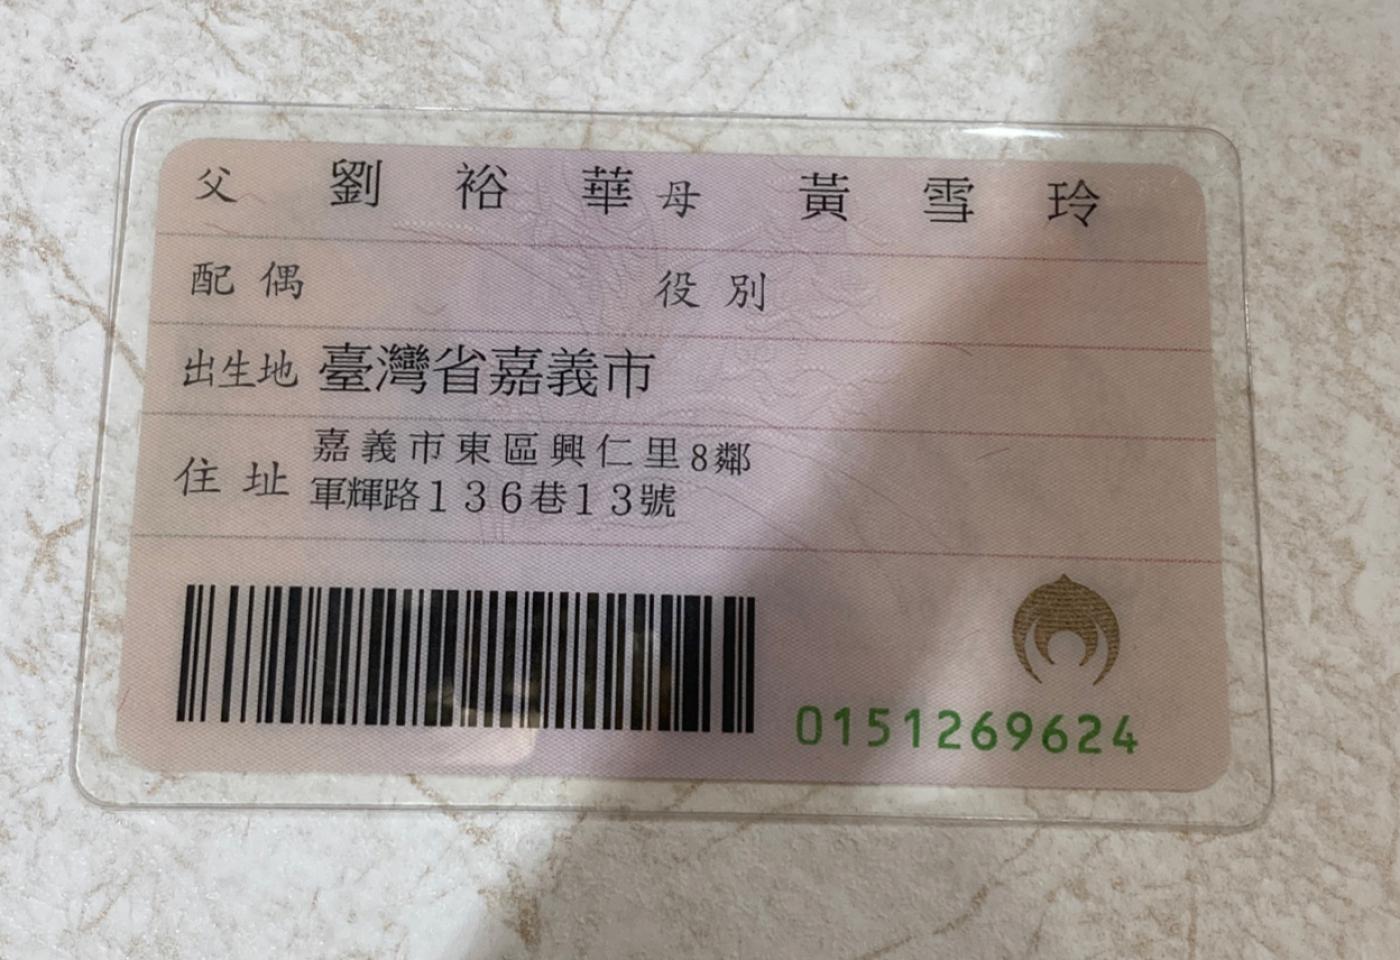 父 劉裕華 母 黃雪玲
配偶 役別
出生地 臺灣省嘉義市
住址 嘉義市東區興仁里8鄰
軍輝路136巷13號
0151269624